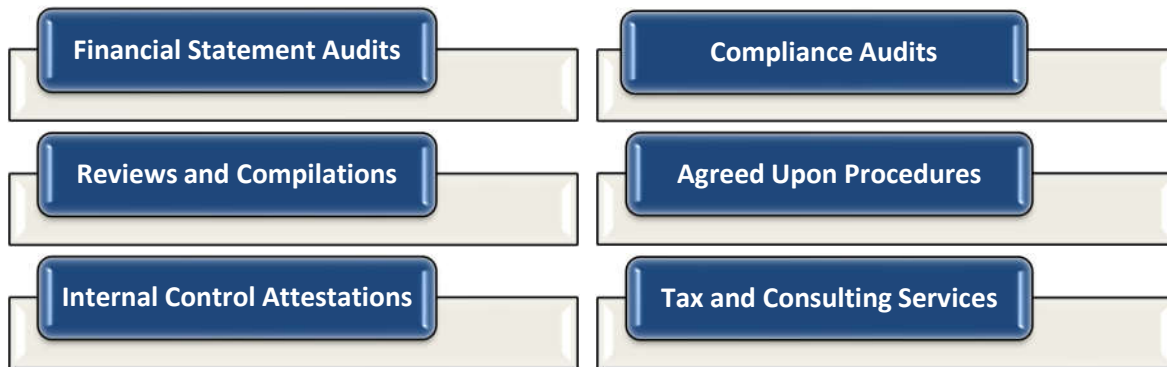 Financial Statement Audits
Compliance Audits
Reviews and Compilations
Agreed Upon Procedures
Internal Control Attestations
Tax and Consulting Services